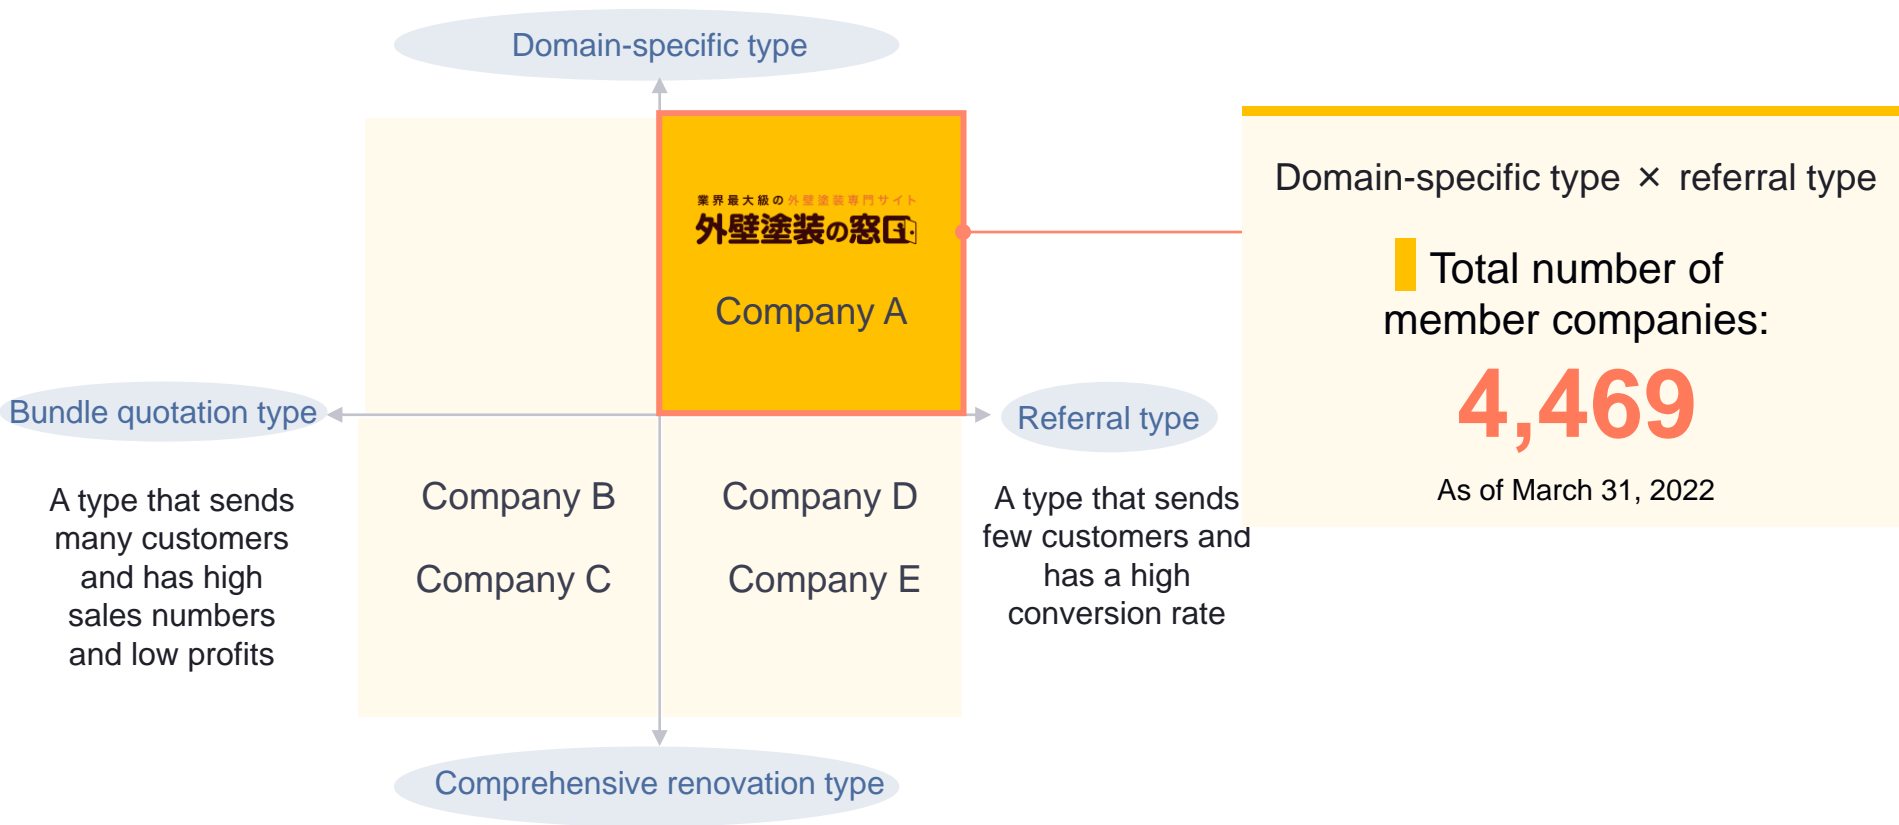 Domain-specific type
業界最大級の外壁塗装専門サイト
外壁塗装の窓口
Company A
Bundle quotation type
Referral type
A type that sends
many customers
and has high
sales numbers
and low profits
Company B
Company C
Company D
Company E
A type that sends
few customers and
has a high
conversion rate
Comprehensive renovation type
Domain-specific type × referral type
Total number of
member companies:
4,469
As of March 31, 2022